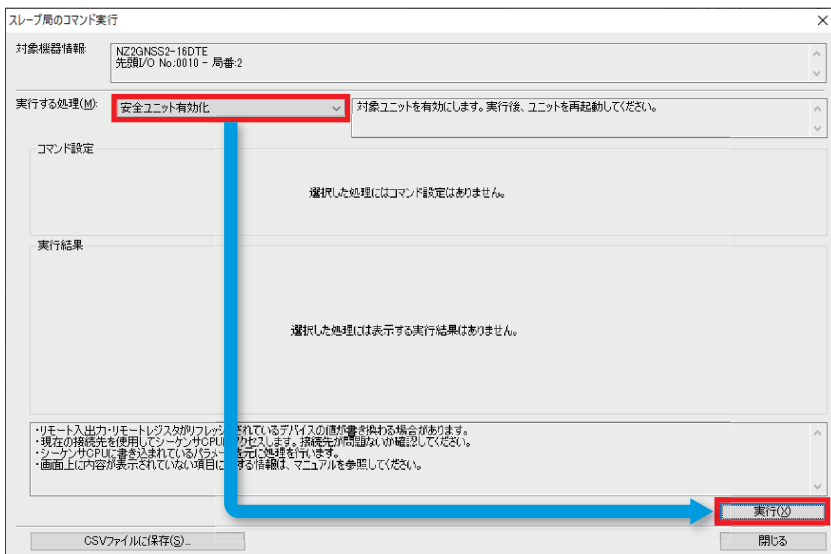 スレーブ局のコマンド実行
対象機器情報:
NZ2GNSS2-16DTE
先頭I/O No:0010 - 局番:2
実行する処理(M):
安全ユニット有効化
対象ユニットを有効にします。実行後、ユニットを再起動してください。
コマンド設定
選択した処理にはコマンド設定はありません。
実行結果
選択した処理には表示する実行結果はありません。
・リモート入出力・リモートレジスタがリフレッシ されているデバイスの値が書き換わる場合があります。
・現在の接続先を使用してシーケンサCPUに クセスします。接続先が問題ないか確認してください。
・シーケンサCPUに書き込まれているパラメ を元に処理を行います。
・画面上に内容が表示されていない項目に する情報は、マニュアルを参照してください。
実行(X)
CSVファイルに保存(S)...
閉じる